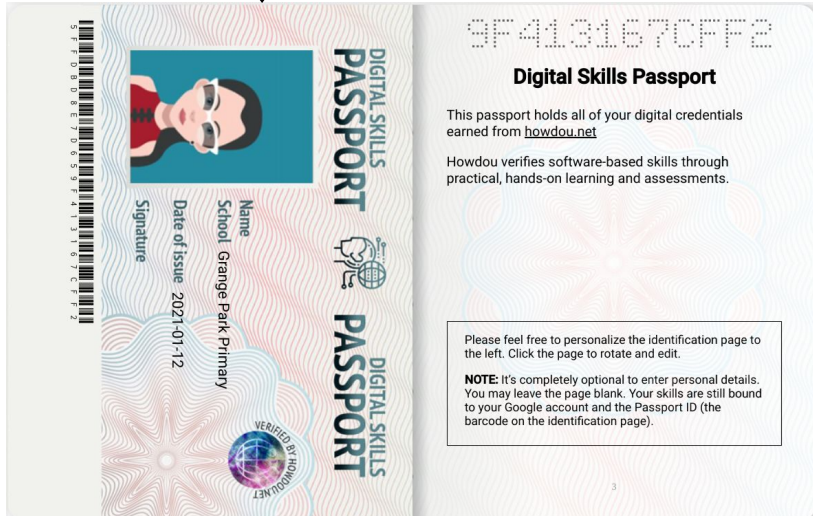 5FFDBD8E7D659F413167CFF2
DIGITAL SKILLS
PASSPORT
DIGITAL SKILLS
PASSPORT
Name
School Grange Park Primary
Date of issue 2021-01-12
Signature
VERIFIED BY HOWDOU.NET
9F413167CFF2
Digital Skills Passport
This passport holds all of your digital credentials
earned from howdou.net
Howdou verifies software-based skills through
practical, hands-on learning and assessments.
Please feel free to personalize the identification page to
the left. Click the page to rotate and edit.
NOTE: It's completely optional to enter personal details.
You may leave the page blank. Your skills are still bound
to your Google account and the Passport ID (the
barcode on the identification page).
3